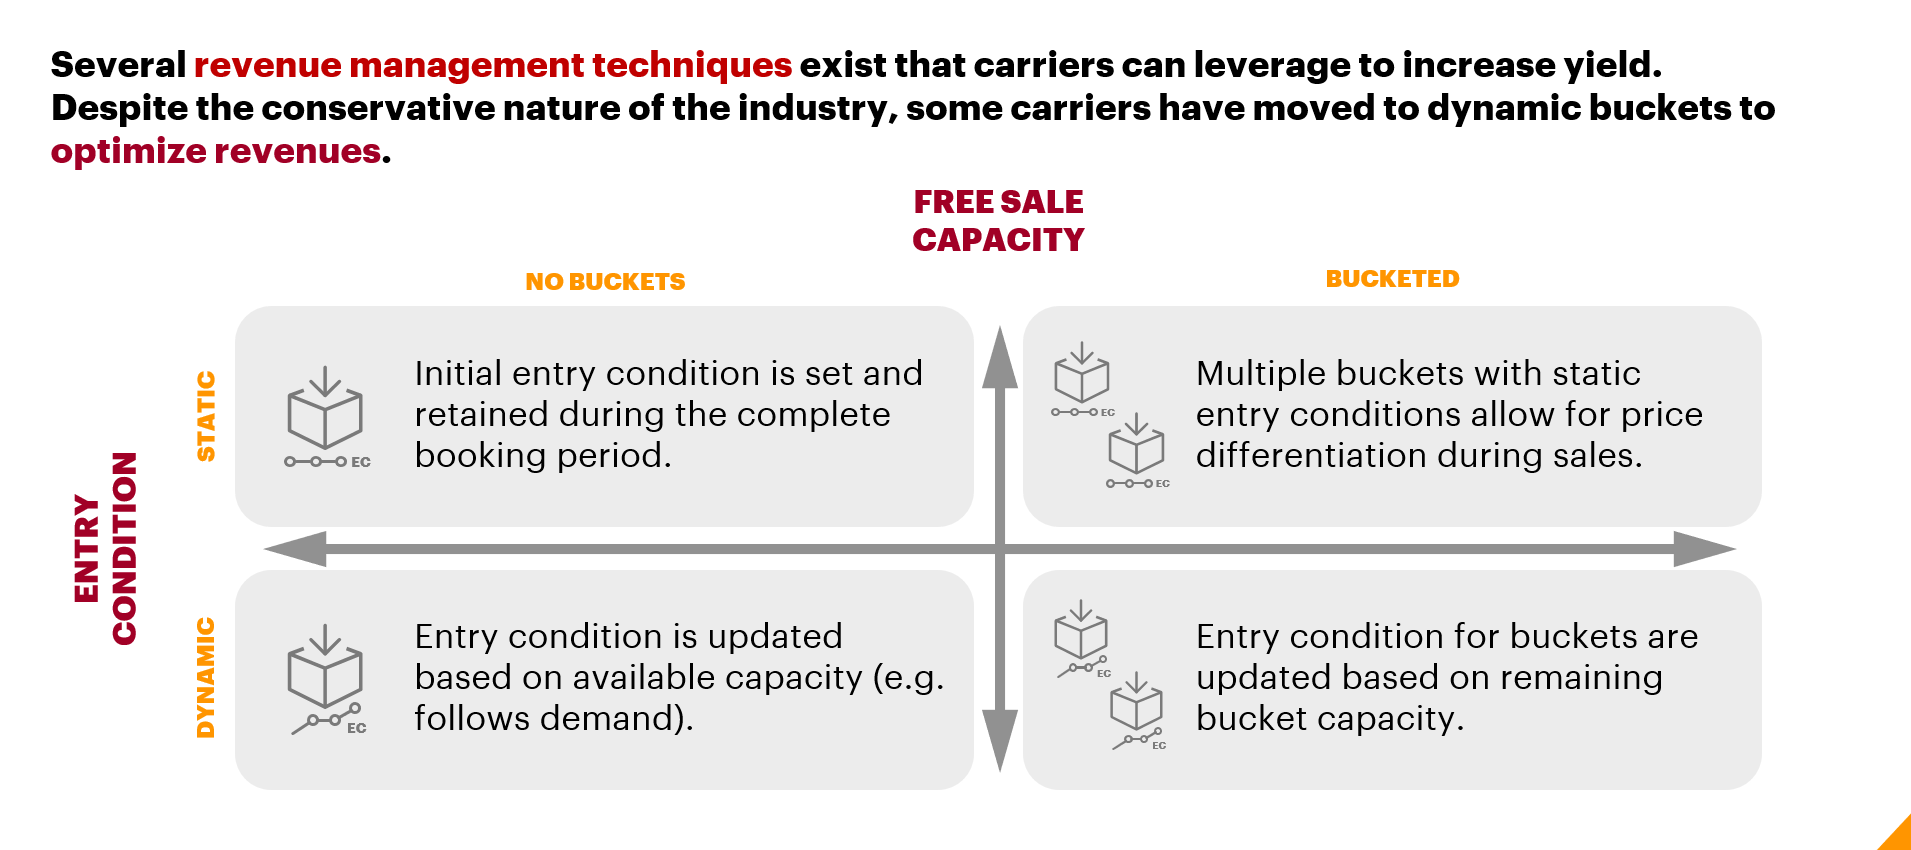 Several revenue management techniques exist that carriers can leverage to increase yield.
Despite the conservative nature of the industry, some carriers have moved to dynamic buckets to
optimize revenues.
FREE SALE
CAPACITY
NO BUCKETS
BUCKETED
ENTRY
CONDITION
STATIC
Initial entry condition is set and
retained during the complete
booking period.
EC
Multiple buckets with static
entry conditions allow for price
differentiation during sales.
EC
EC
DYNAMIC
Entry condition is updated
based on available capacity (e.g.
follows demand).
EC
Entry condition for buckets are
updated based on remaining
bucket capacity.
EC
EC